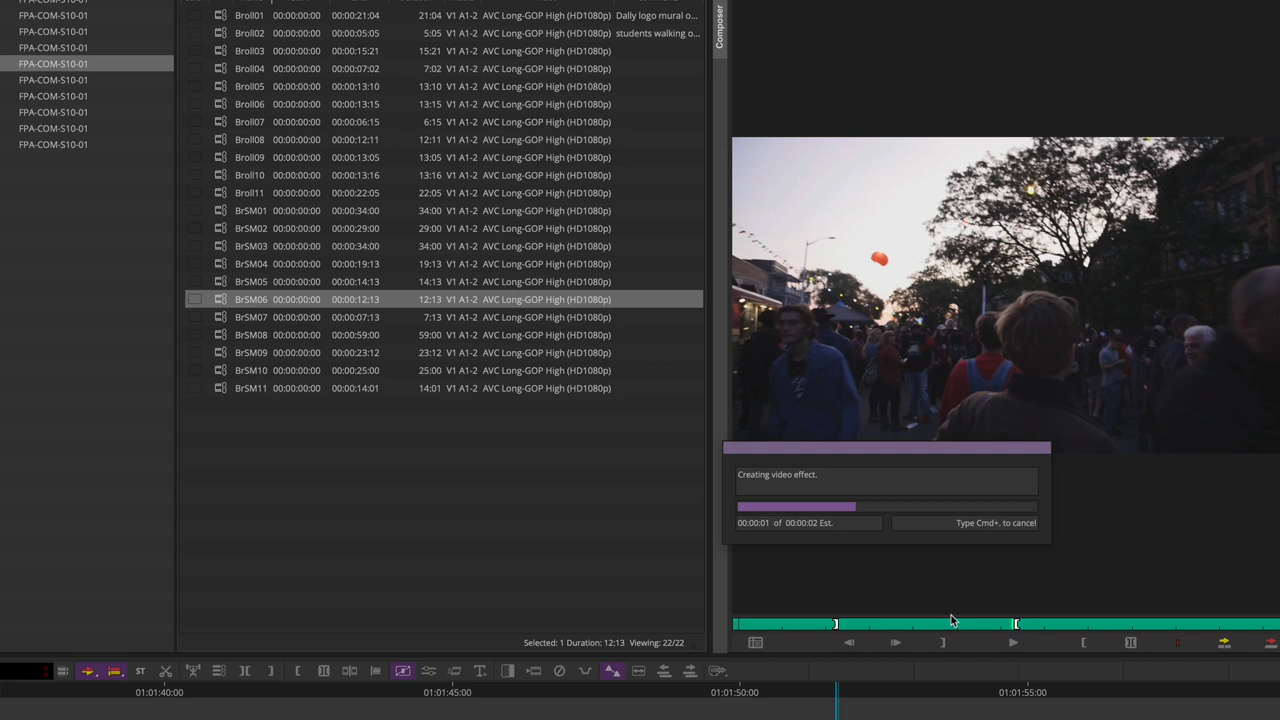 FPA-COM-S10-01
FPA-COM-S10-01
FPA-COM-S10-01
FPA-COM-S10-01
FPA-COM-S10-01
FPA-COM-S10-01
FPA-COM-S10-01
FPA-COM-S10-01
FPA-COM-S10-01
Broll01 00:00:00:00 00:00:21:04 21:04 V1 A1-2 AVC Long-GOP High (HD1080p) Dally logo mural o...
Broll02 00:00:00:00 00:00:05:05 5:05 V1 A1-2 AVC Long-GOP High (HD1080p) students walking o...
Broll03 00:00:00:00 00:00:15:21 15:21 V1 A1-2 AVC Long-GOP High (HD1080p)
Broll04 00:00:00:00 00:00:07:02 7:02 V1 A1-2 AVC Long-GOP High (HD1080p)
Broll05 00:00:00:00 00:00:13:10 13:10 V1 A1-2 AVC Long-GOP High (HD1080p)
Broll06 00:00:00:00 00:00:13:15 13:15 V1 A1-2 AVC Long-GOP High (HD1080p)
Broll07 00:00:00:00 00:00:06:15 6:15 V1 A1-2 AVC Long-GOP High (HD1080p)
Broll08 00:00:00:00 00:00:12:11 12:11 V1 A1-2 AVC Long-GOP High (HD1080p)
Broll09 00:00:00:00 00:00:13:05 13:05 V1 A1-2 AVC Long-GOP High (HD1080p)
Broll10 00:00:00:00 00:00:13:16 13:16 V1 A1-2 AVC Long-GOP High (HD1080p)
Broll11 00:00:00:00 00:00:22:05 22:05 V1 A1-2 AVC Long-GOP High (HD1080p)
BrSM01 00:00:00:00 00:00:34:00 34:00 V1 A1-2 AVC Long-GOP High (HD1080p)
BrSM02 00:00:00:00 00:00:29:00 29:00 V1 A1-2 AVC Long-GOP High (HD1080p)
BrSM03 00:00:00:00 00:00:34:00 34:00 V1 A1-2 AVC Long-GOP High (HD1080p)
BrSM04 00:00:00:00 00:00:19:13 19:13 V1 A1-2 AVC Long-GOP High (HD1080p)
BrSM05 00:00:00:00 00:00:14:13 14:13 V1 A1-2 AVC Long-GOP High (HD1080p)
BrSM06 00:00:00:00 00:00:12:13 12:13 V1 A1-2 AVC Long-GOP High (HD1080p)
BrSM07 00:00:00:00 00:00:07:13 7:13 V1 A1-2 AVC Long-GOP High (HD1080p)
BrSM08 00:00:00:00 00:00:59:00 59:00 V1 A1-2 AVC Long-GOP High (HD1080p)
BrSM09 00:00:00:00 00:00:23:12 23:12 V1 A1-2 AVC Long-GOP High (HD1080p)
BrSM10 00:00:00:00 00:00:25:00 25:00 V1 A1-2 AVC Long-GOP High (HD1080p)
BrSM11 00:00:00:00 00:00:14:01 14:01 V1 A1-2 AVC Long-GOP High (HD1080p)
Selected: 1 Duration: 12:13 Viewing: 22/22
Composer
Creating video effect.
00:00:01 of 00:00:02 Est.
Type Cmd+. to cancel
ST
01:01:40:00 01:01:45:00 01:01:50:00 01:01:55:00